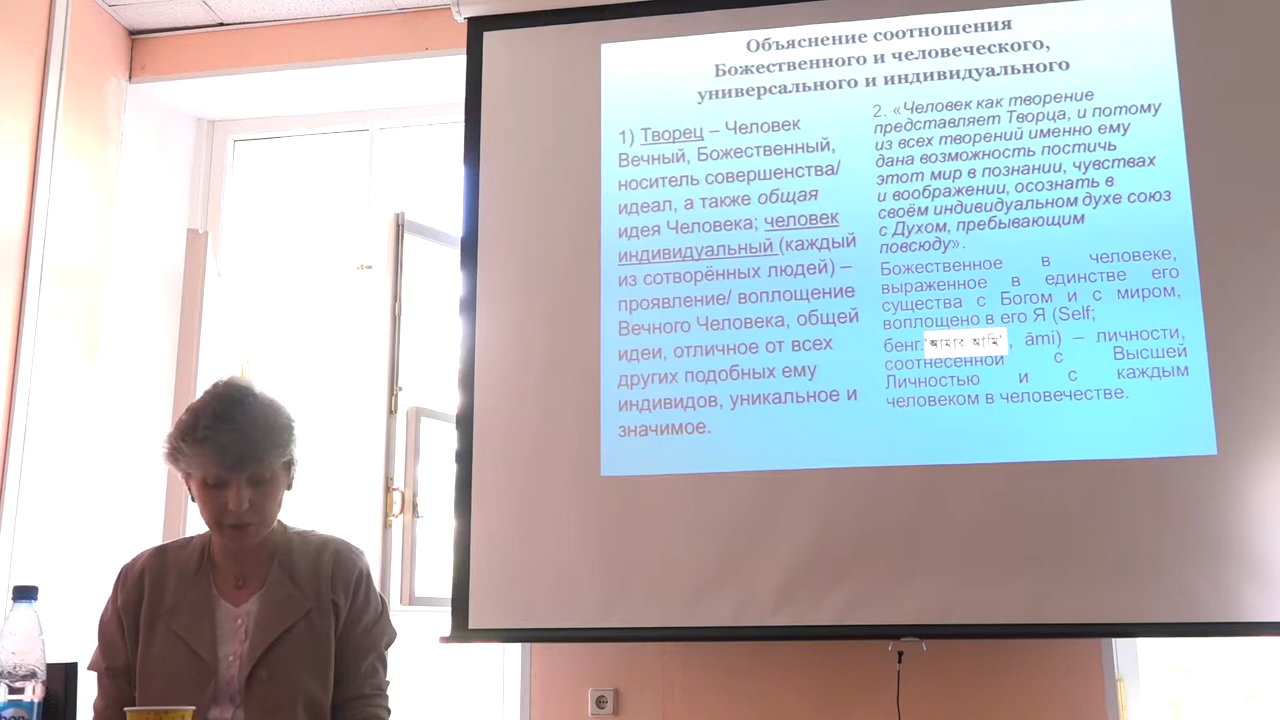 Объяснение соотношения
Божественного и человеческого,
универсального и индивидуального
1) Творец – Человек
Вечный, Божественный,
носитель совершенства/
идеал, а также общая
идея Человека; человек
индивидуальный (каждый
из сотворённых людей) –
проявление/ воплощение
Вечного Человека, общей
идеи, отличное от всех
других подобных ему
индивидов, уникальное и
значимое.
2. «Человек как творение
представляет Творца, и потому
из всех творений именно ему
дана возможность постичь
этот мир в познании, чувствах
и воображении, осознать в
своём индивидуальном духе союз
с Духом, пребывающим
повсюду».
Божественное в человеке,
выраженное в единстве его
существа с Богом и с миром,
воплощено в его Я (Self;
бенг.'আমার আমি', āmi) – личности,
соотнесённой с Высшей
Личностью и с каждым
человеком в человечестве.